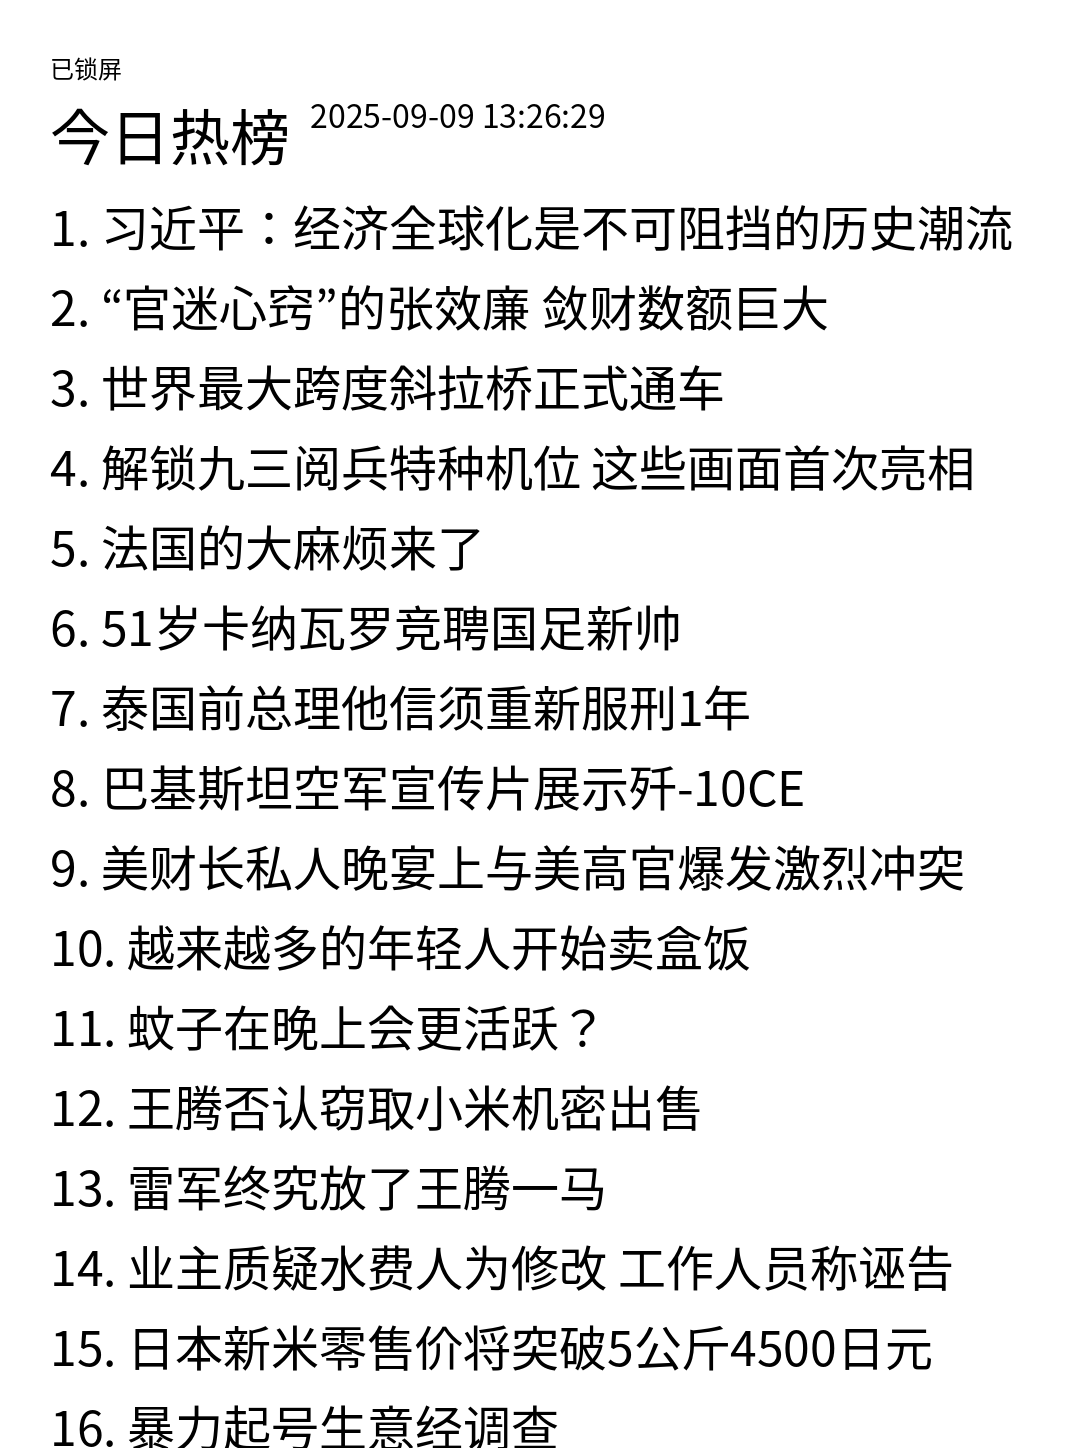 已锁屏
今日热榜 2025-09-09 13:26:29
1. 习近平：经济全球化是不可阻挡的历史潮流
2. “官迷心窍”的张效廉 敛财数额巨大
3. 世界最大跨度斜拉桥正式通车
4. 解锁九三阅兵特种机位 这些画面首次亮相
5. 法国的大麻烦来了
6. 51岁卡纳瓦罗竞聘国足新帅
7. 泰国前总理他信须重新服刑1年
8. 巴基斯坦空军宣传片展示歼-10CE
9. 美财长私人晚宴上与美高官爆发激烈冲突
10. 越来越多的年轻人开始卖盒饭
11. 蚊子在晚上会更活跃？
12. 王腾否认窃取小米机密出售
13. 雷军终究放了王腾一马
14. 业主质疑水费人为修改 工作人员称诬告
15. 日本新米零售价将突破5公斤4500日元
16. 暴力起号生意经调查